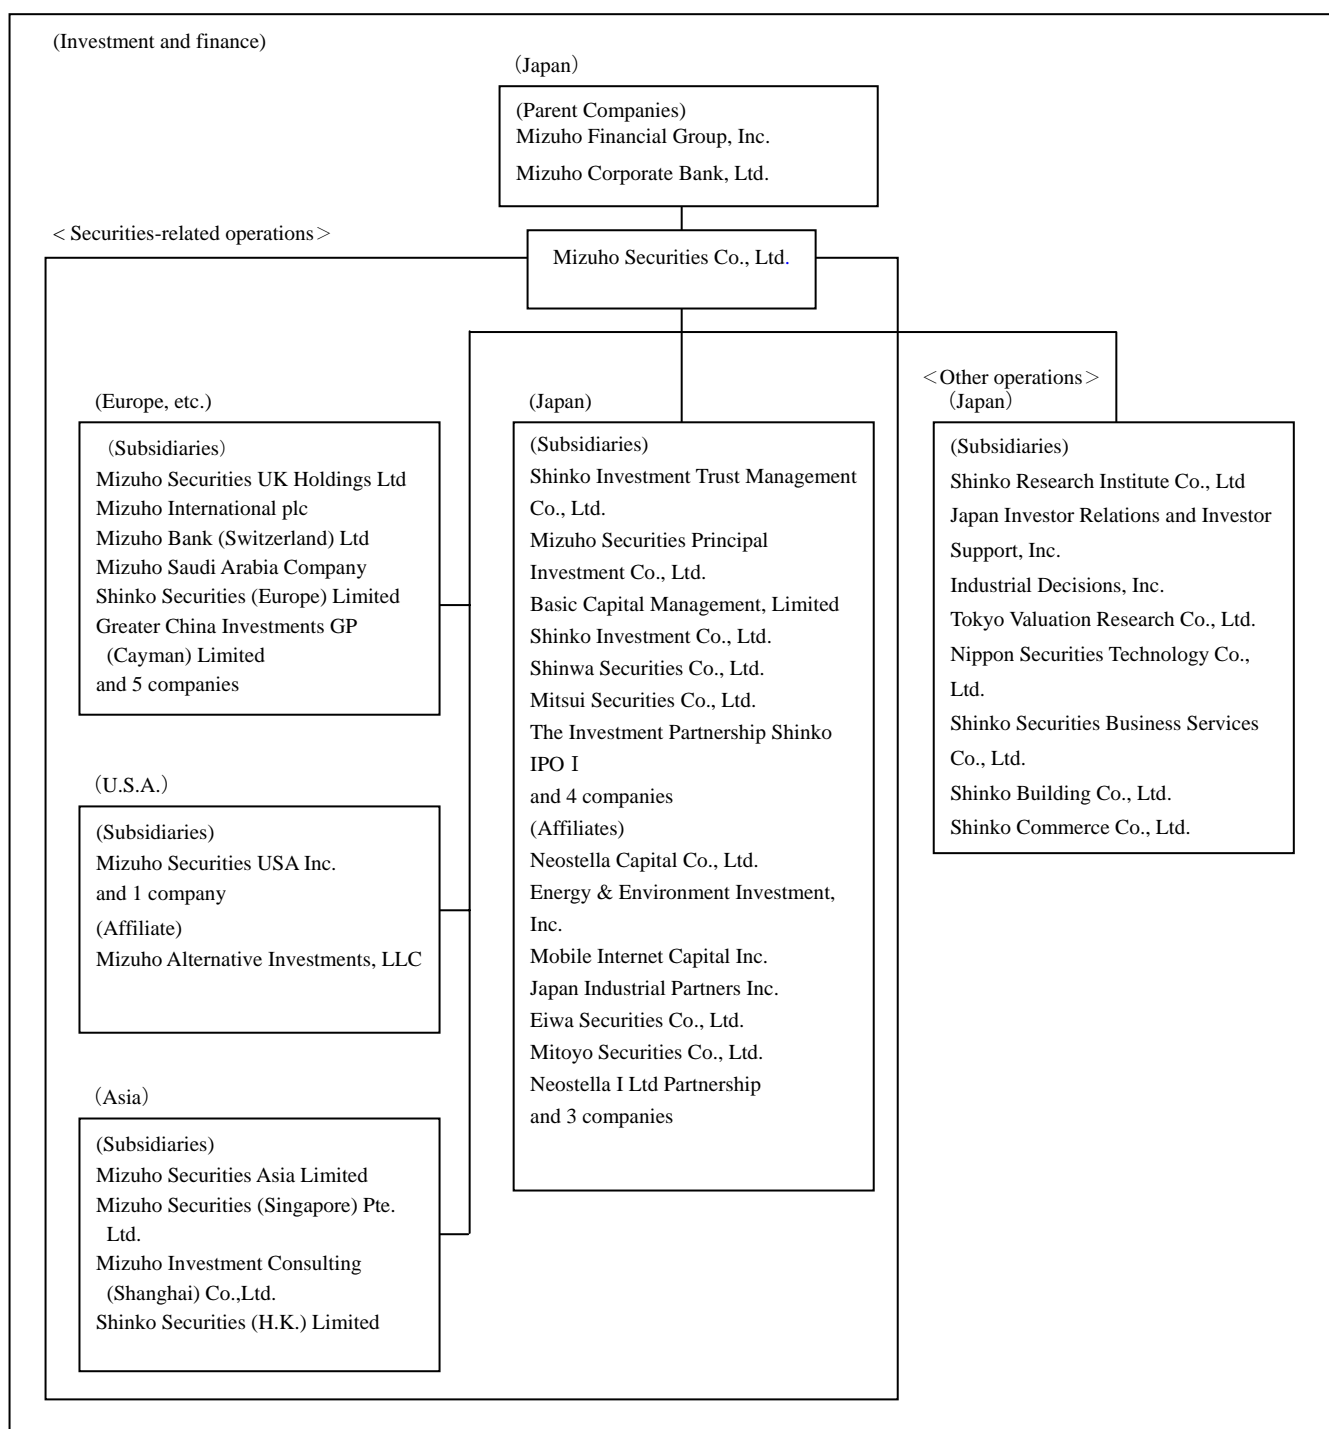 (Investment and finance)
（Japan）
(Parent Companies)
Mizuho Financial Group, Inc.
Mizuho Corporate Bank, Ltd.
< Securities-related operations＞
Mizuho Securities Co., Ltd.
(Europe, etc.)
（Subsidiaries）
Mizuho Securities UK Holdings Ltd
Mizuho International plc
Mizuho Bank (Switzerland) Ltd
Mizuho Saudi Arabia Company
Shinko Securities (Europe) Limited
Greater China Investments GP
(Cayman) Limited
and 5 companies
（U.S.A.）
(Subsidiaries)
Mizuho Securities USA Inc.
and 1 company
(Affiliate)
Mizuho Alternative Investments, LLC
（Asia）
(Subsidiaries)
Mizuho Securities Asia Limited
Mizuho Securities (Singapore) Pte.
Ltd.
Mizuho Investment Consulting
(Shanghai) Co.,Ltd.
Shinko Securities (H.K.) Limited
(Japan)
(Subsidiaries)
Shinko Investment Trust Management
Co., Ltd.
Mizuho Securities Principal
Investment Co., Ltd.
Basic Capital Management, Limited
Shinko Investment Co., Ltd.
Shinwa Securities Co., Ltd.
Mitsui Securities Co., Ltd.
The Investment Partnership Shinko
IPO Ⅰ
and 4 companies
(Affiliates)
Neostella Capital Co., Ltd.
Energy & Environment Investment,
Inc.
Mobile Internet Capital Inc.
Japan Industrial Partners Inc.
Eiwa Securities Co., Ltd.
Mitoyo Securities Co., Ltd.
Neostella I Ltd Partnership
and 3 companies
＜Other operations＞
（Japan）
(Subsidiaries)
Shinko Research Institute Co., Ltd
Japan Investor Relations and Investor
Support, Inc.
Industrial Decisions, Inc.
Tokyo Valuation Research Co., Ltd.
Nippon Securities Technology Co.,
Ltd.
Shinko Securities Business Services
Co., Ltd.
Shinko Building Co., Ltd.
Shinko Commerce Co., Ltd.